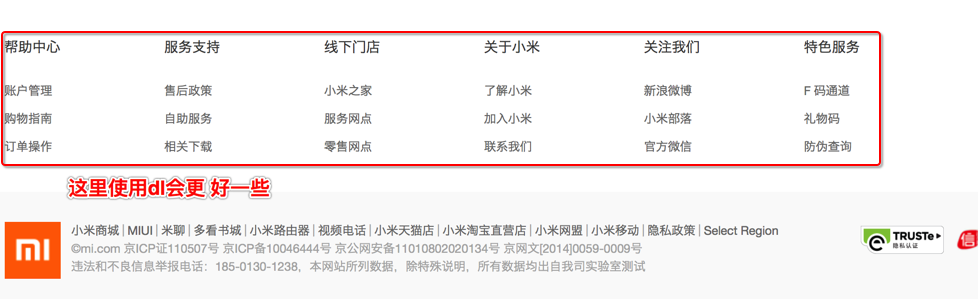 帮助中心 服务支持 线下门店 关于小米 关注我们 特色服务
账户管理 售后政策 小米之家 了解小米 新浪微博 F 码通道
购物指南 自助服务 服务网点 加入小米 小米部落 礼物码
订单操作 相关下载 零售网点 联系我们 官方微信 防伪查询
这里使用dl会更 好一些
小米商城 | MIUI | 米聊 | 多看书城 | 小米路由器 | 视频电话 | 小米天猫店 | 小米淘宝直营店 | 小米网盟 | 小米移动 | 隐私政策 | Select Region
©mi.com 京ICP证110507号 京ICP备10046444号 京公网安备11010802020134号 京网文[2014]0059-0009号
违法和不良信息举报电话：185-0130-1238，本网站所列数据，除特殊说明，所有数据均出自我司实验室测试
mi
TRUSTe
隐私认证
信